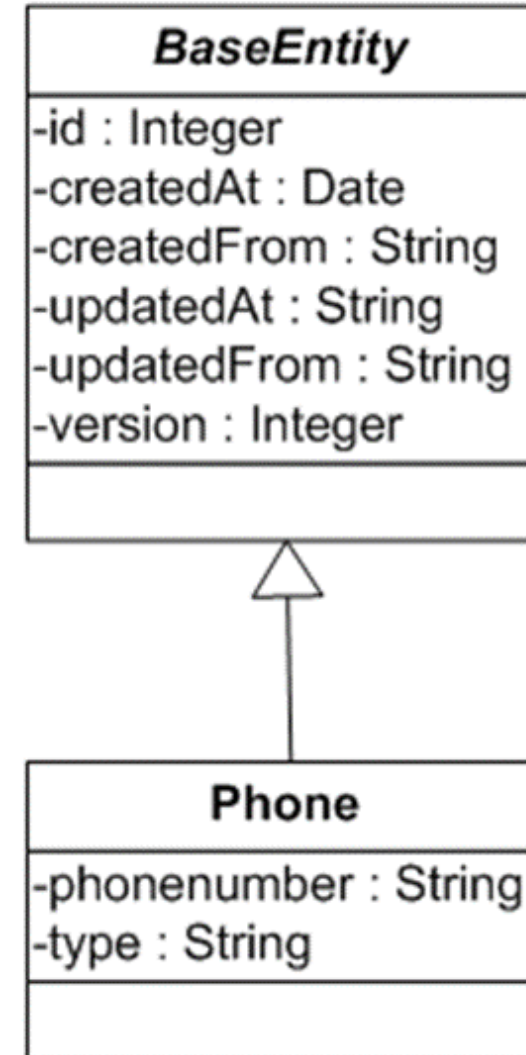 BaseEntity
-id : Integer
-createdAt : Date
-createdFrom : String
-updatedAt : String
-updatedFrom : String
-version : Integer
Phone
-phonenumber : String
-type : String